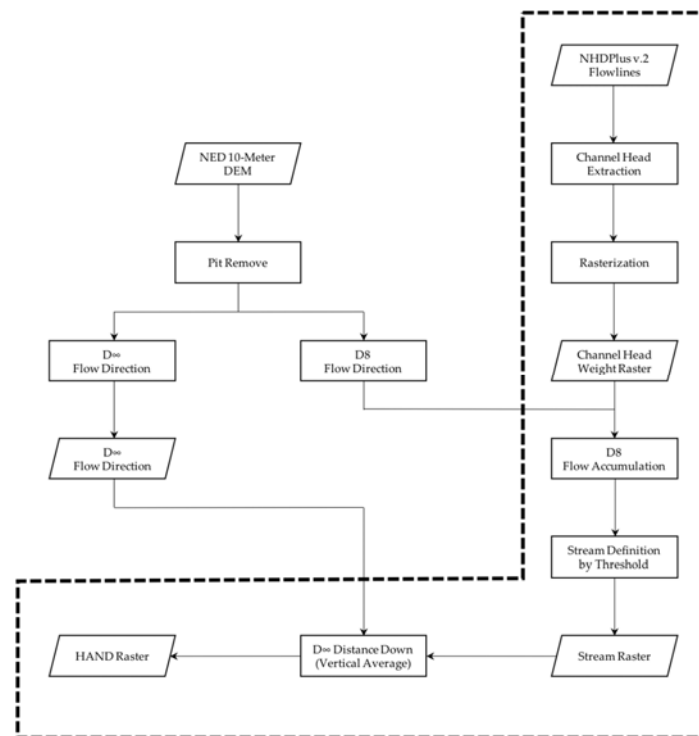 NHDPlus v.2
Flowlines
NED 10-Meter
DEM
Channel Head
Extraction
Pit Remove
Rasterization
D∞
Flow Direction
D8
Flow Direction
Channel Head
Weight Raster
D∞
Flow Direction
D8
Flow Accumulation
Stream Definition
by Threshold
HAND Raster
D∞ Distance Down
(Vertical Average)
Stream Raster